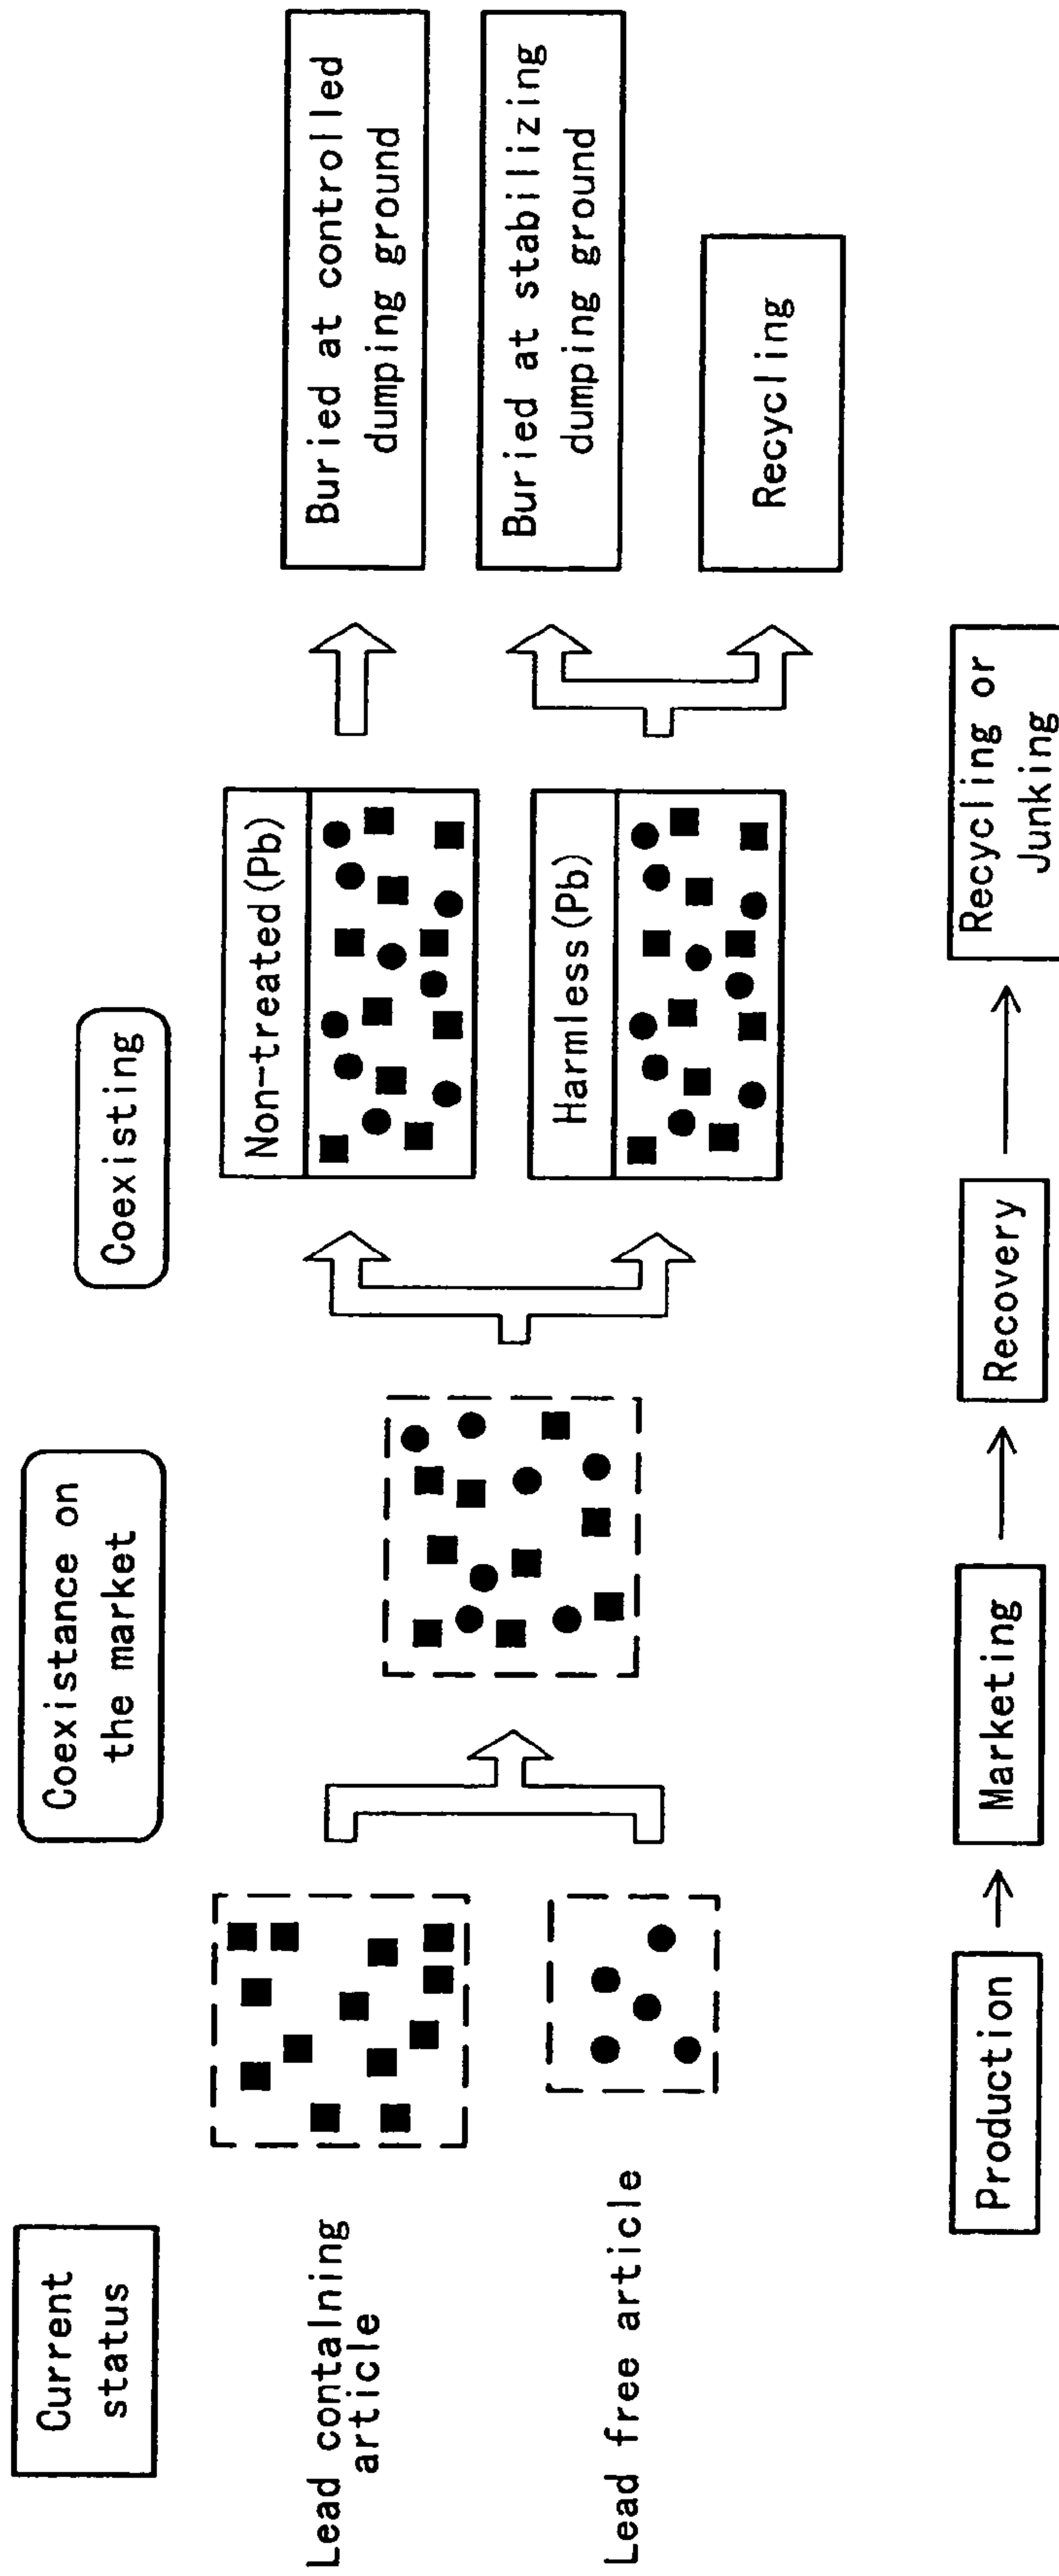 Current
status
Coexistance on
the market
Coexisting
Lead contalning
article
Lead free article
Non-treated(Pb)
Harmless(Pb)
Buried at controlled
dumping ground
Buried at stabilizing
dumping ground
Recycling
Production
Marketing
Recovery
Recycling or
Junking